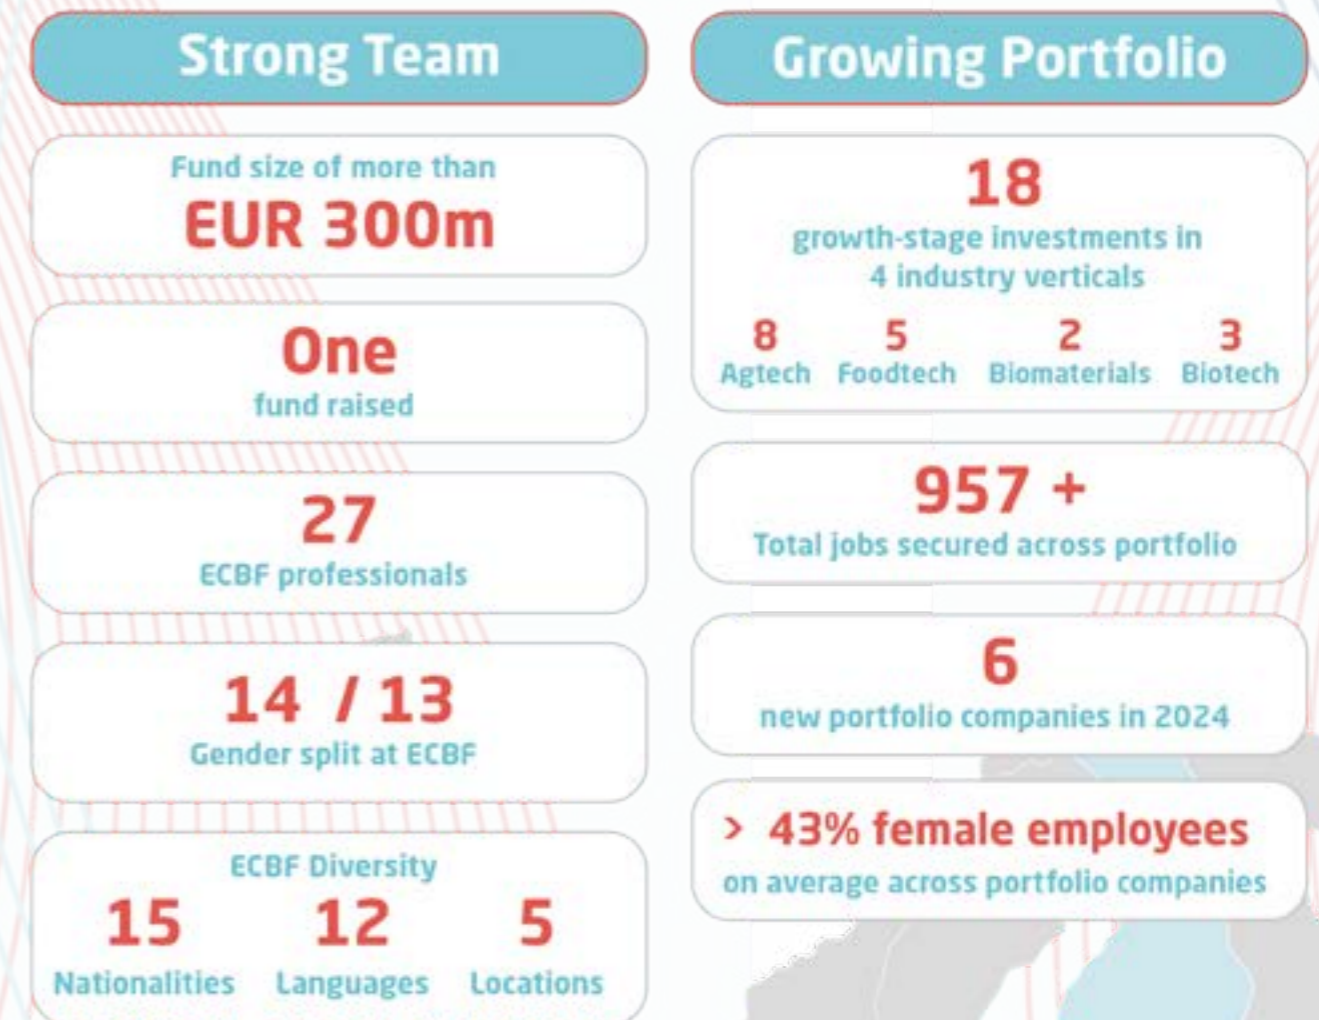 Strong Team
Fund size of more than
EUR 300m
One
fund raised
27
ECBF professionals
14 / 13
Gender split at ECBF
ECBF Diversity
15 12 5
Nationalities Languages Locations
Growing Portfolio
18
growth-stage investments in
4 industry verticals
8 5 2 3
Agtech Foodtech Biomaterials Biotech
957 +
Total jobs secured across portfolio
6
new portfolio companies in 2024
> 43% female employees
on average across portfolio companies